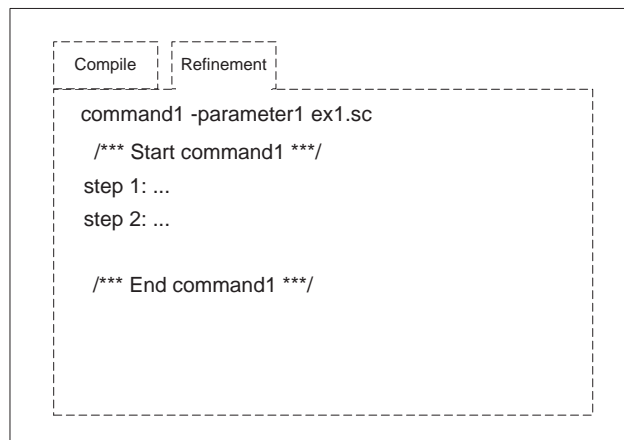 Compile Refinement
command1 -parameter1 ex1.sc
/*** Start command1 ***/
step 1: ...
step 2: ...
/*** End command1 ***/